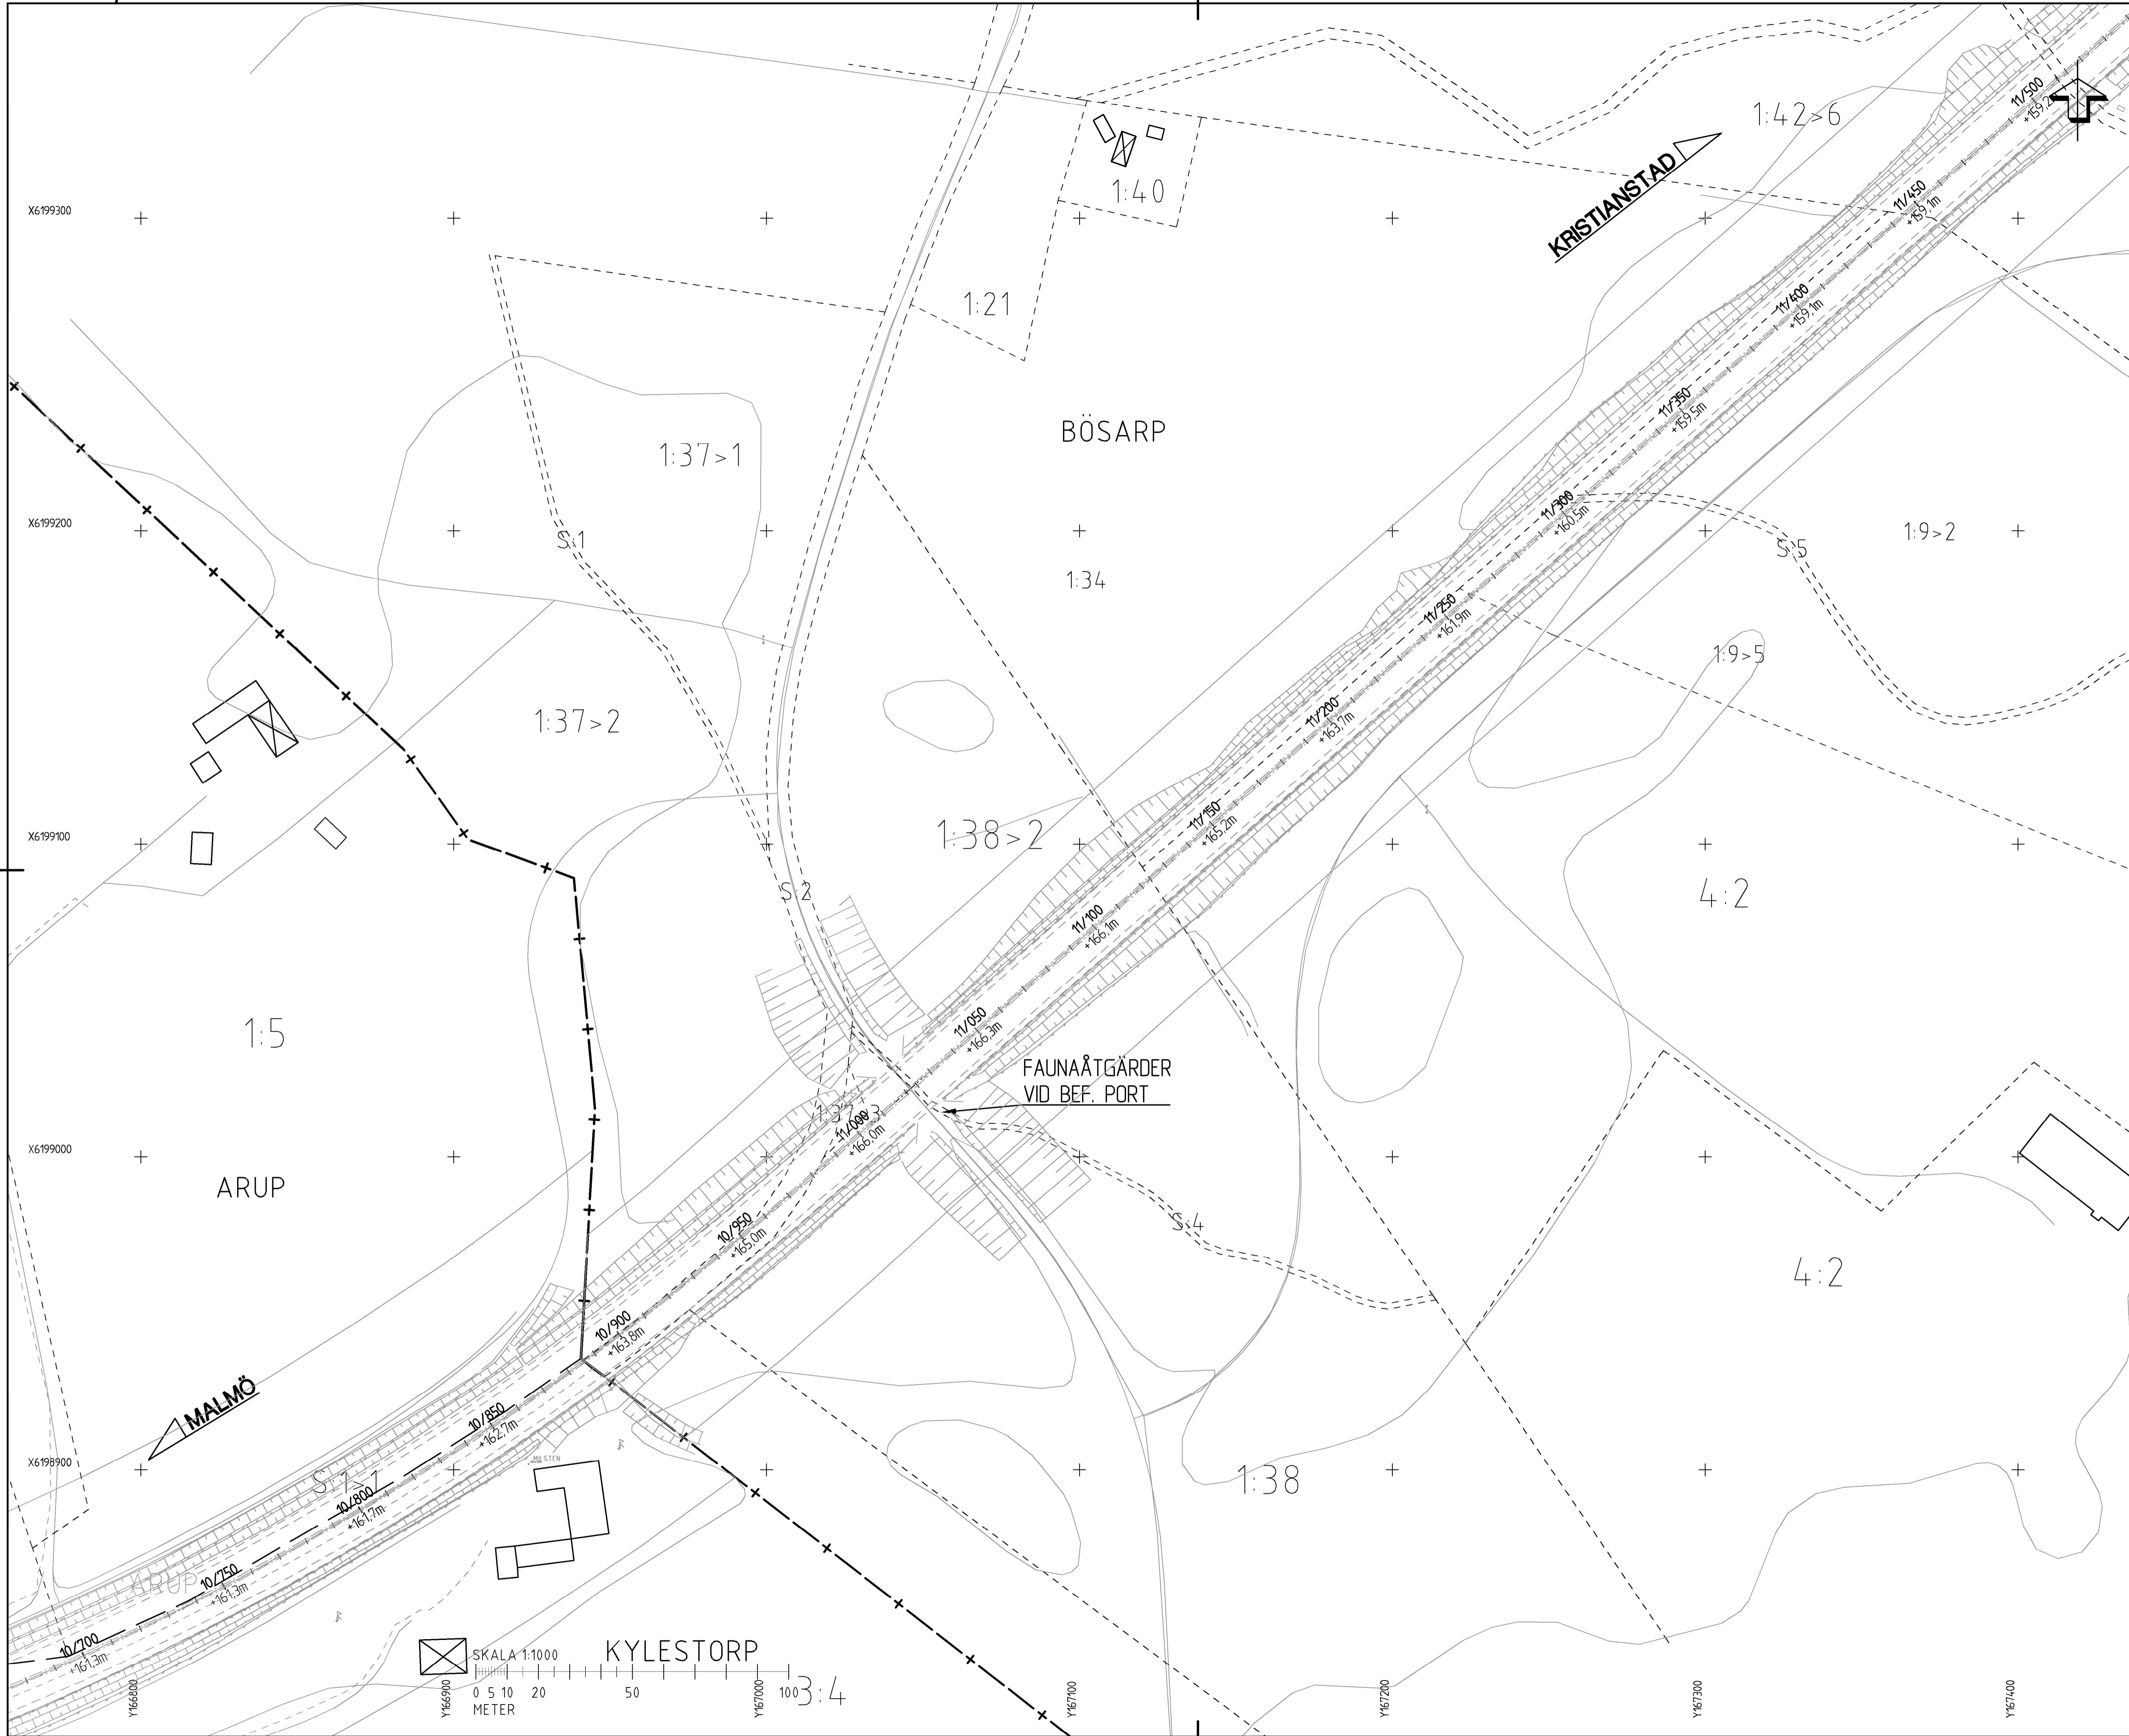 1:42>6
11/500
KRISTIANSTAD
1:40
X6199300
11/450
+159,1m
1:21
11/400
+159,1m
11/350
+159,5m
BÖSARP
1:37>1
X6199200
S:1
11/300
+160,5m
1:9>2
S:5
1:34
11/250
+161,9m
1:9>5
1:37>2
11/200
+163,7m
X6199100
1:38>2
11/150
+165,2m
S:2
4:2
11/100
+166,1m
1:5
11/050
+166,3m
FAUNAÅTGÄRDER
VID BEF. PORT
11/000
+166,0m
X6199000
ARUP
10/950
+165,0m
S:4
4:2
10/900
+163,8m
MALMÖ
10/850
+162,7m
X6198900
MILSTEN
1:38
S:1>1
10/800
+161,7m
ARUP
10/750
+161,3m
10/700
+161,3m
SKALA 1:1000
KYLESTORP
0 5 10 20 50 100
METER
3:4
Y166800
Y166900
Y167000
Y167100
Y167200
Y167300
Y167400